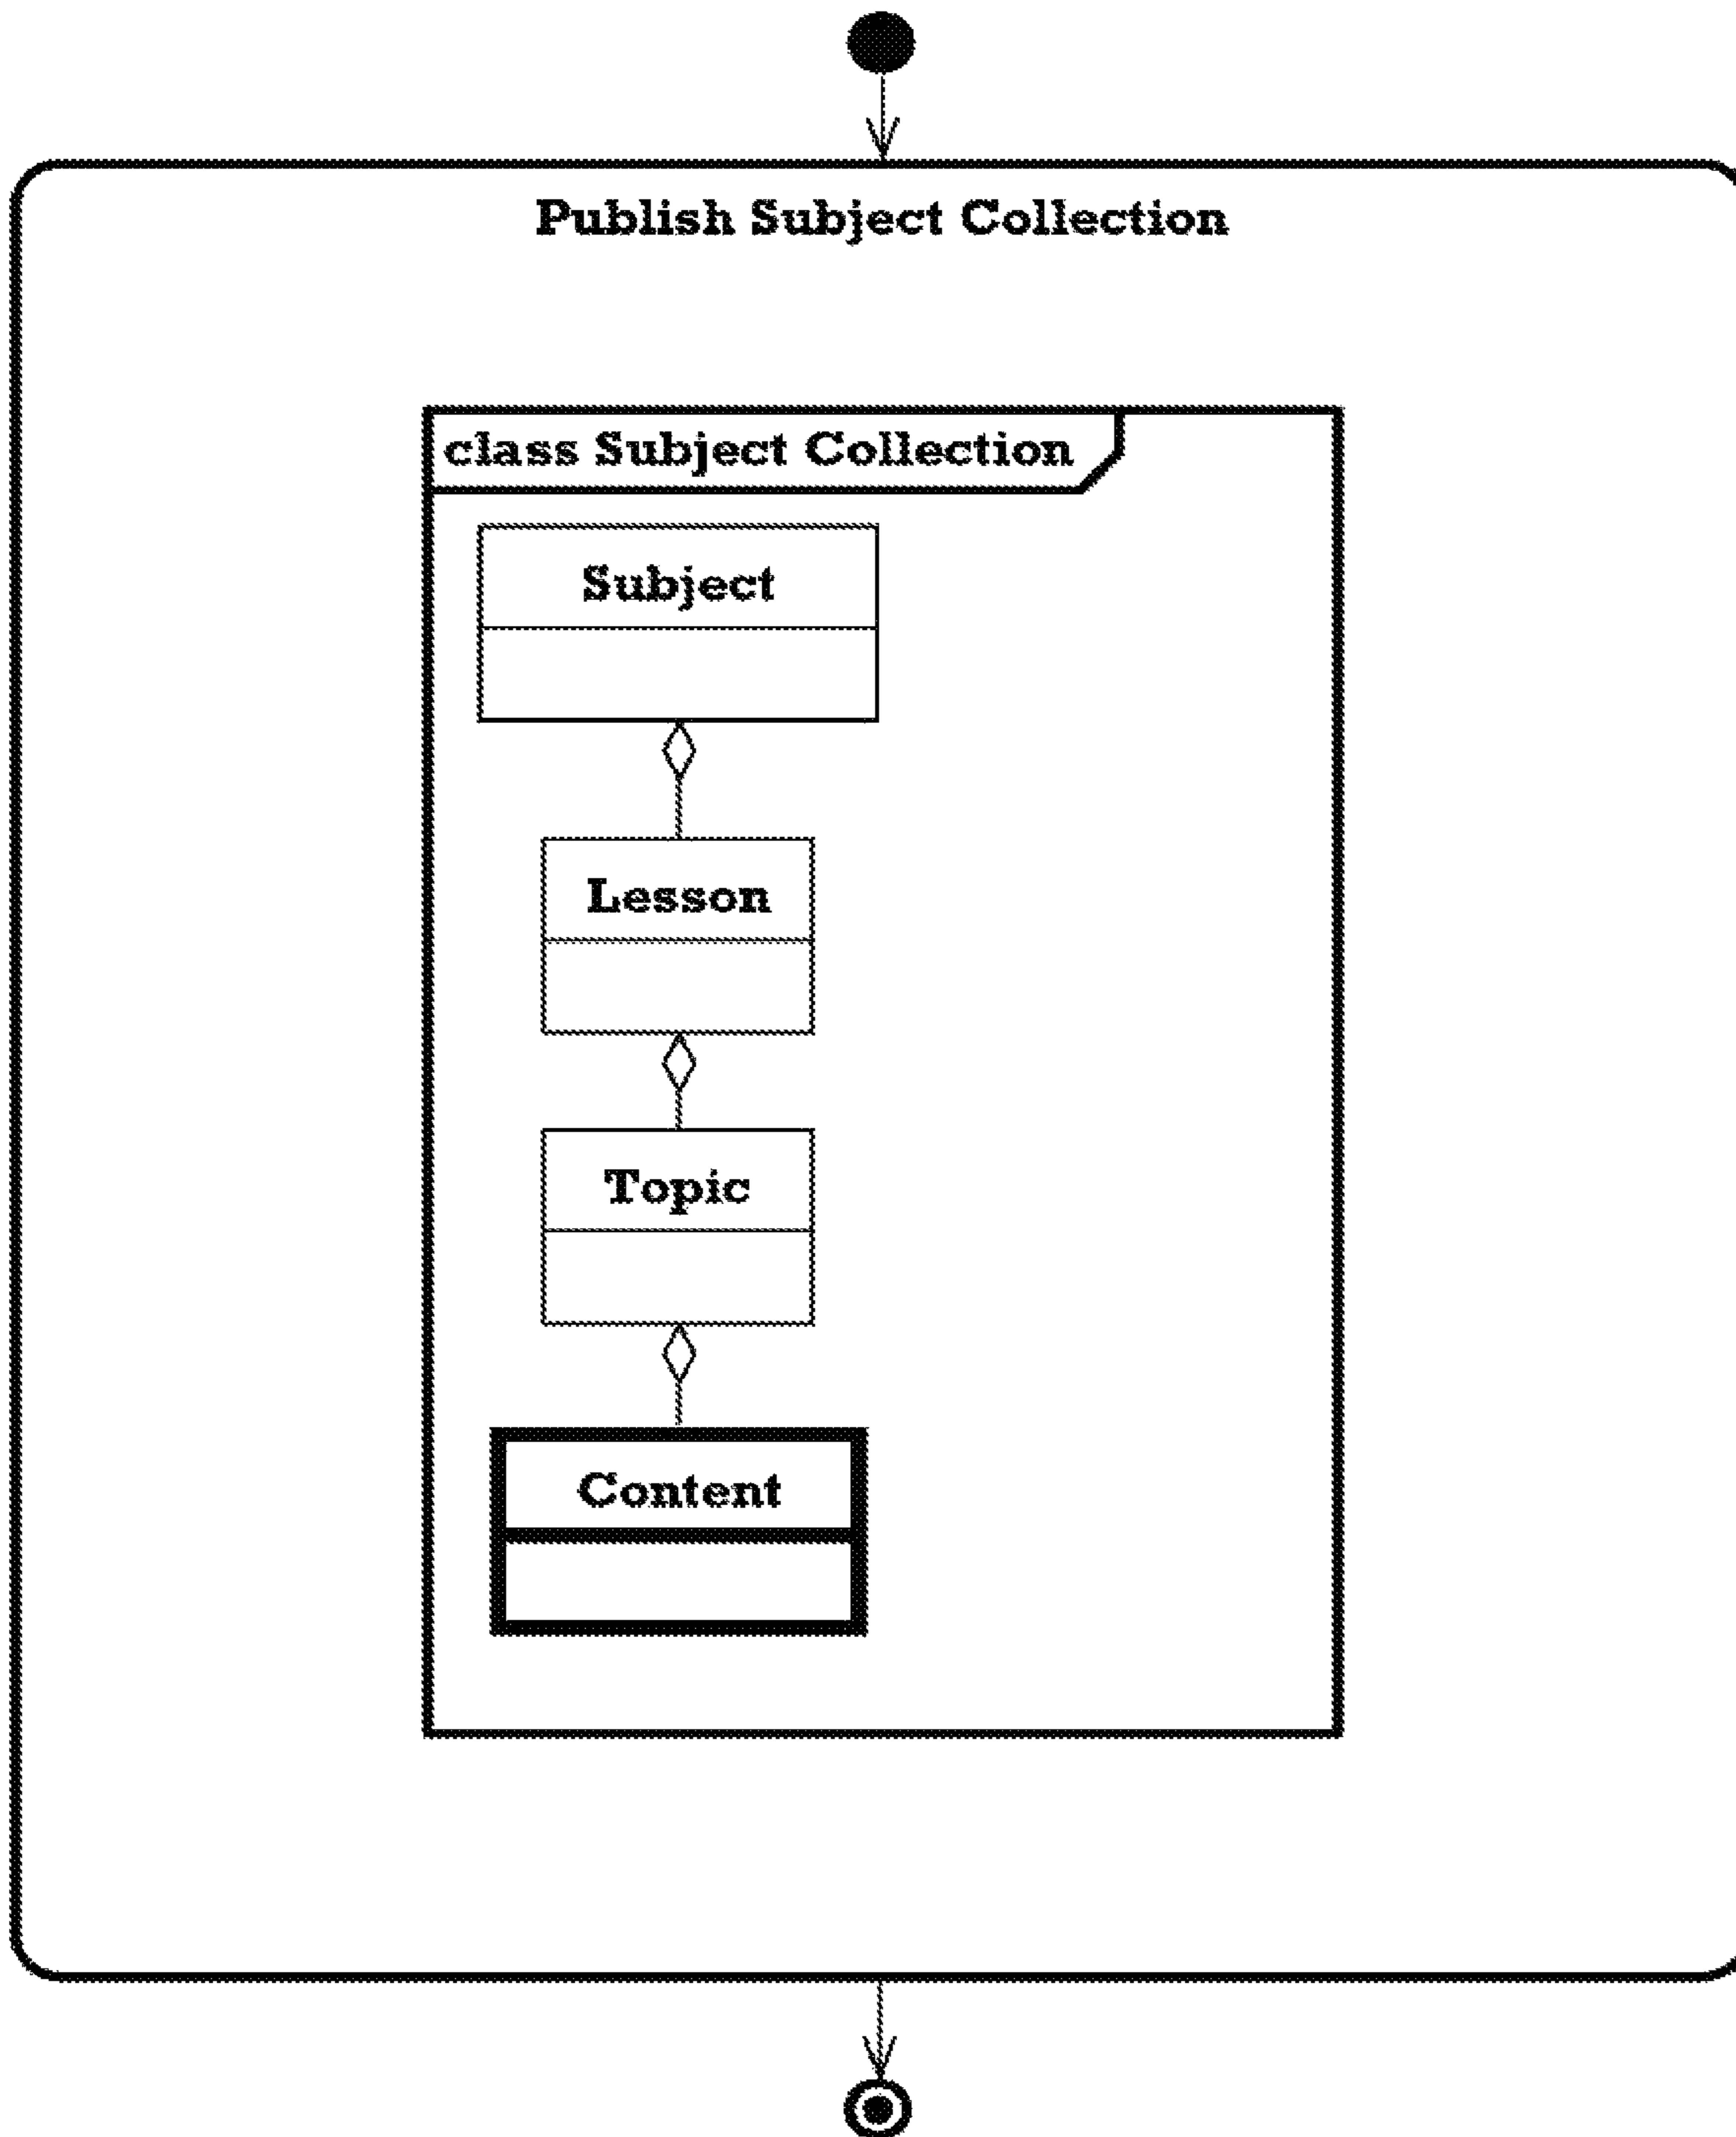 Publish Subject Collection
class Subject Collection
Subject
Lesson
Topic
Content